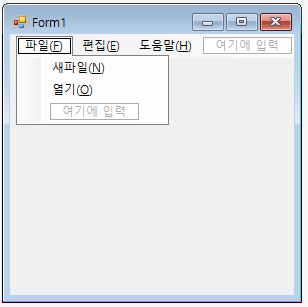 Form1
파일(F) 편집(E) 도움말(H) 여기에 입력
새파일(N)
열기(O)
여기에 입력